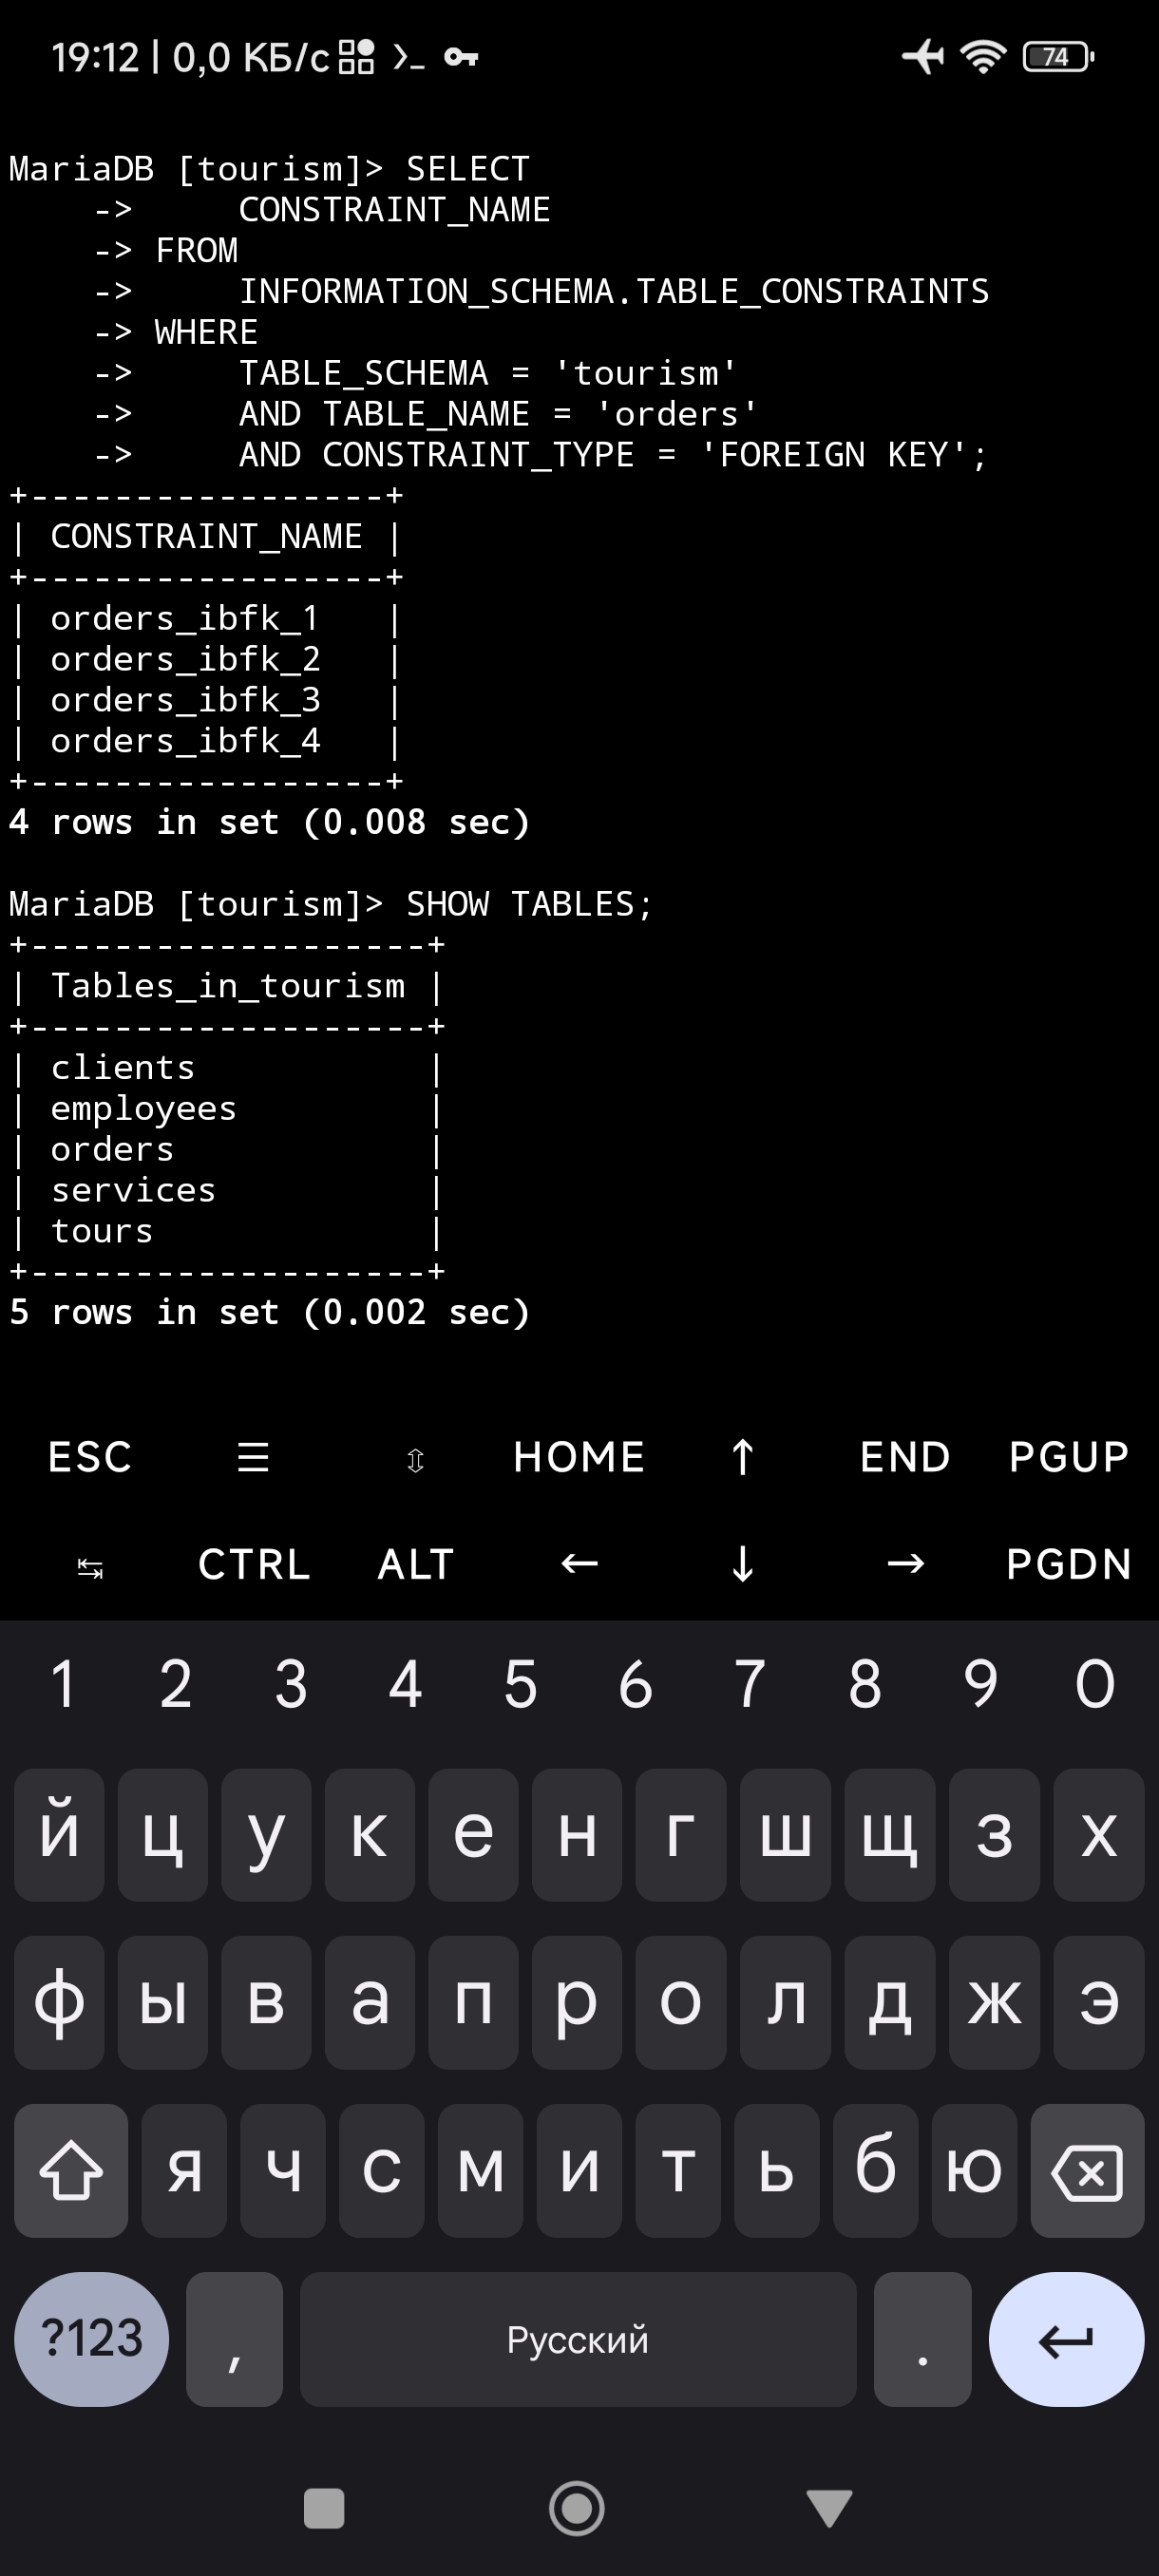 19:12 | 0,0 КБ/с
74
MariaDB [tourism]> SELECT
    ->     CONSTRAINT_NAME
    -> FROM
    ->     INFORMATION_SCHEMA.TABLE_CONSTRAINTS
    -> WHERE
    ->     TABLE_SCHEMA = 'tourism'
    ->     AND TABLE_NAME = 'orders'
    ->     AND CONSTRAINT_TYPE = 'FOREIGN KEY';
+-----------------+
| CONSTRAINT_NAME |
+-----------------+
| orders_ibfk_1   |
| orders_ibfk_2   |
| orders_ibfk_3   |
| orders_ibfk_4   |
+-----------------+
4 rows in set (0.008 sec)
MariaDB [tourism]> SHOW TABLES;
+-------------------+
| Tables_in_tourism |
+-------------------+
| clients           |
| employees         |
| orders            |
| services          |
| tours             |
+-------------------+
5 rows in set (0.002 sec)
ESC ☰ ⇳ HOME ↑ END PGUP
↹ CTRL ALT ← ↓ → PGDN
1 2 3 4 5 6 7 8 9 0
й ц у к е н г ш щ з х
ф ы в а п р о л д ж э
я ч с м и т ь б ю
?123 , Русский .